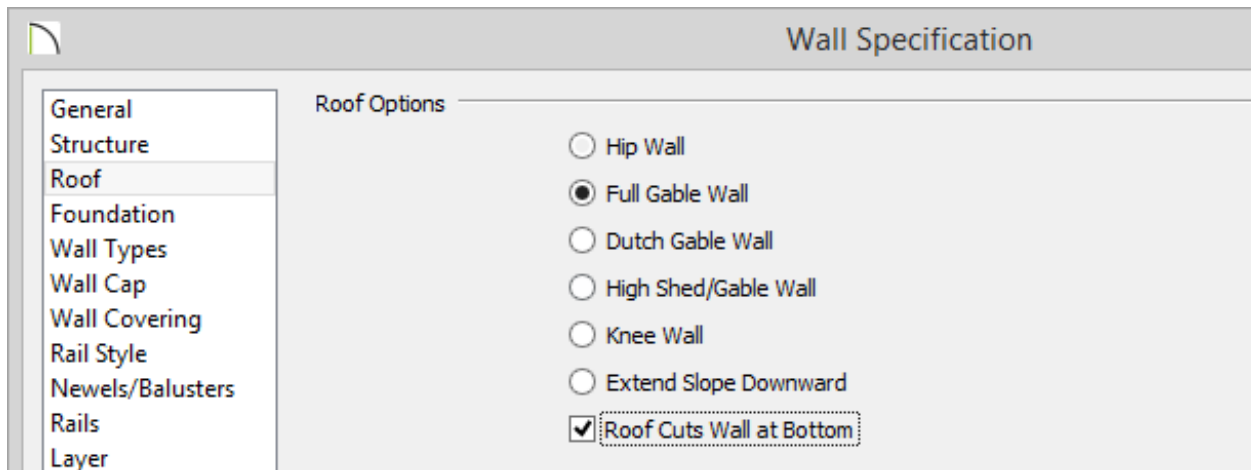 Wall Specification
General
Structure
Roof
Foundation
Wall Types
Wall Cap
Wall Covering
Rail Style
Newels/Balusters
Rails
Layer
Roof Options
Hip Wall
Full Gable Wall
Dutch Gable Wall
High Shed/Gable Wall
Knee Wall
Extend Slope Downward
Roof Cuts Wall at Bottom